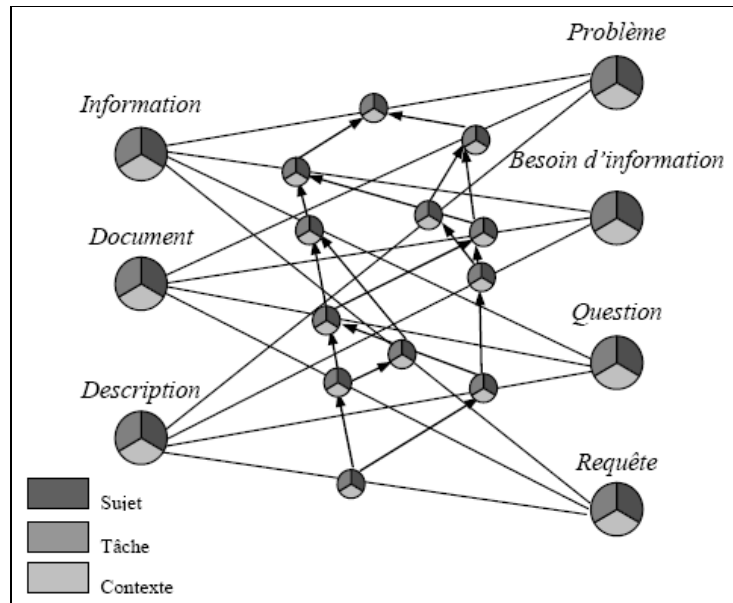 Problème
Information
Besoin d'information
Document
Question
Description
Requête
Sujet
Tâche
Contexte